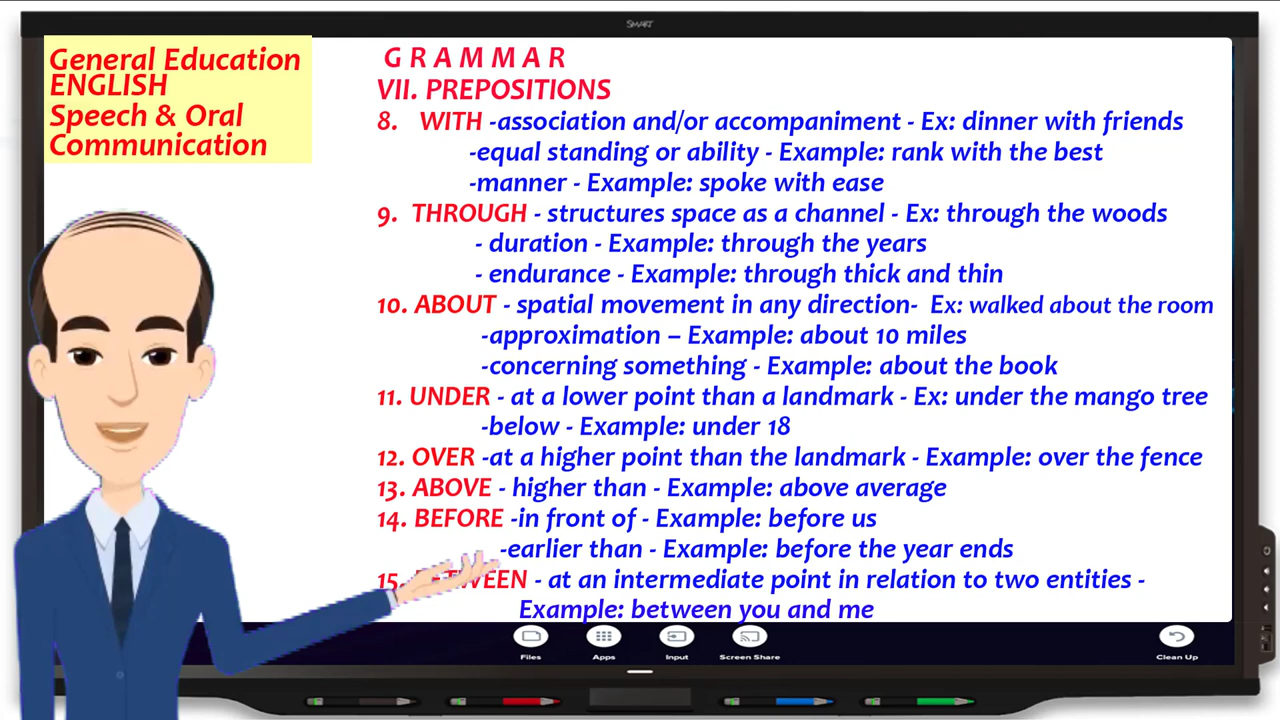 SMART
General Education
ENGLISH
Speech & Oral
Communication
G R A M M A R
VII. PREPOSITIONS
8. WITH -association and/or accompaniment - Ex: dinner with friends
-equal standing or ability - Example: rank with the best
-manner - Example: spoke with ease
9. THROUGH - structures space as a channel - Ex: through the woods
- duration - Example: through the years
- endurance - Example: through thick and thin
10. ABOUT - spatial movement in any direction- Ex: walked about the room
-approximation – Example: about 10 miles
-concerning something - Example: about the book
11. UNDER - at a lower point than a landmark - Ex: under the mango tree
-below - Example: under 18
12. OVER -at a higher point than the landmark - Example: over the fence
13. ABOVE - higher than - Example: above average
14. BEFORE -in front of - Example: before us
-earlier than - Example: before the year ends
15. BETWEEN - at an intermediate point in relation to two entities -
Example: between you and me
Files Apps Input Screen Share Clean Up